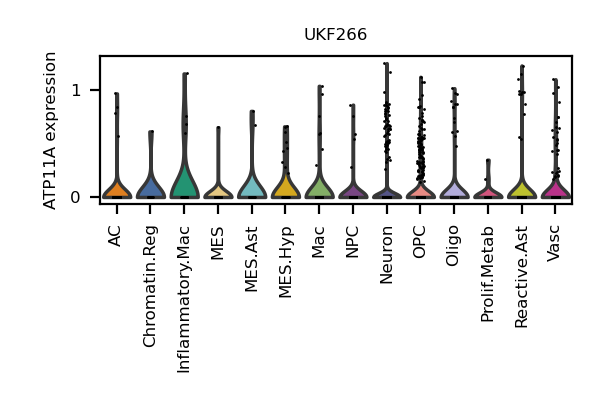 UKF266
ATP11A expression
1
0
AC
Chromatin.Reg
Inflammatory.Mac
MES
MES.Ast
MES.Hyp
Mac
NPC
Neuron
OPC
Oligo
Prolif.Metab
Reactive.Ast
Vasc